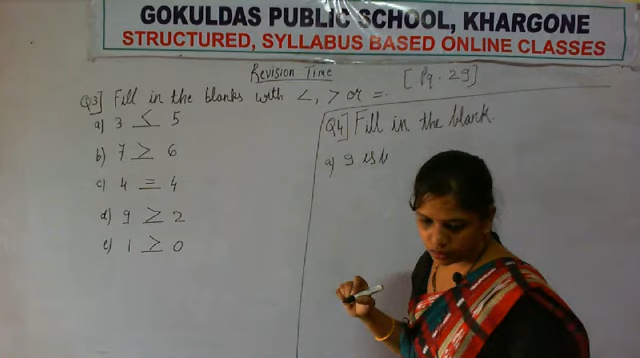 GOKULDAS PUBLIC SCHOOL, KHARGONE
STRUCTURED, SYLLABUS BASED ONLINE CLASSES
Revision Time
[Pg. 29]
Q3] Fill in the blanks with <, > or =.
a) 3 < 5
b) 7 > 6
c) 4 = 4
d) 9 > 2
e) 1 > 0
Q4] Fill in the blank.
a) 9 is